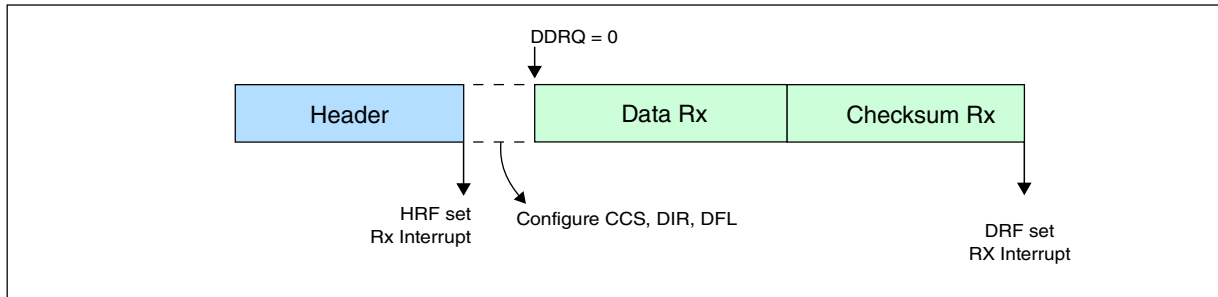 DDRQ = 0
Header
Data Rx
Checksum Rx
HRF set
Rx Interrupt
Configure CCS, DIR, DFL
DRF set
RX Interrupt